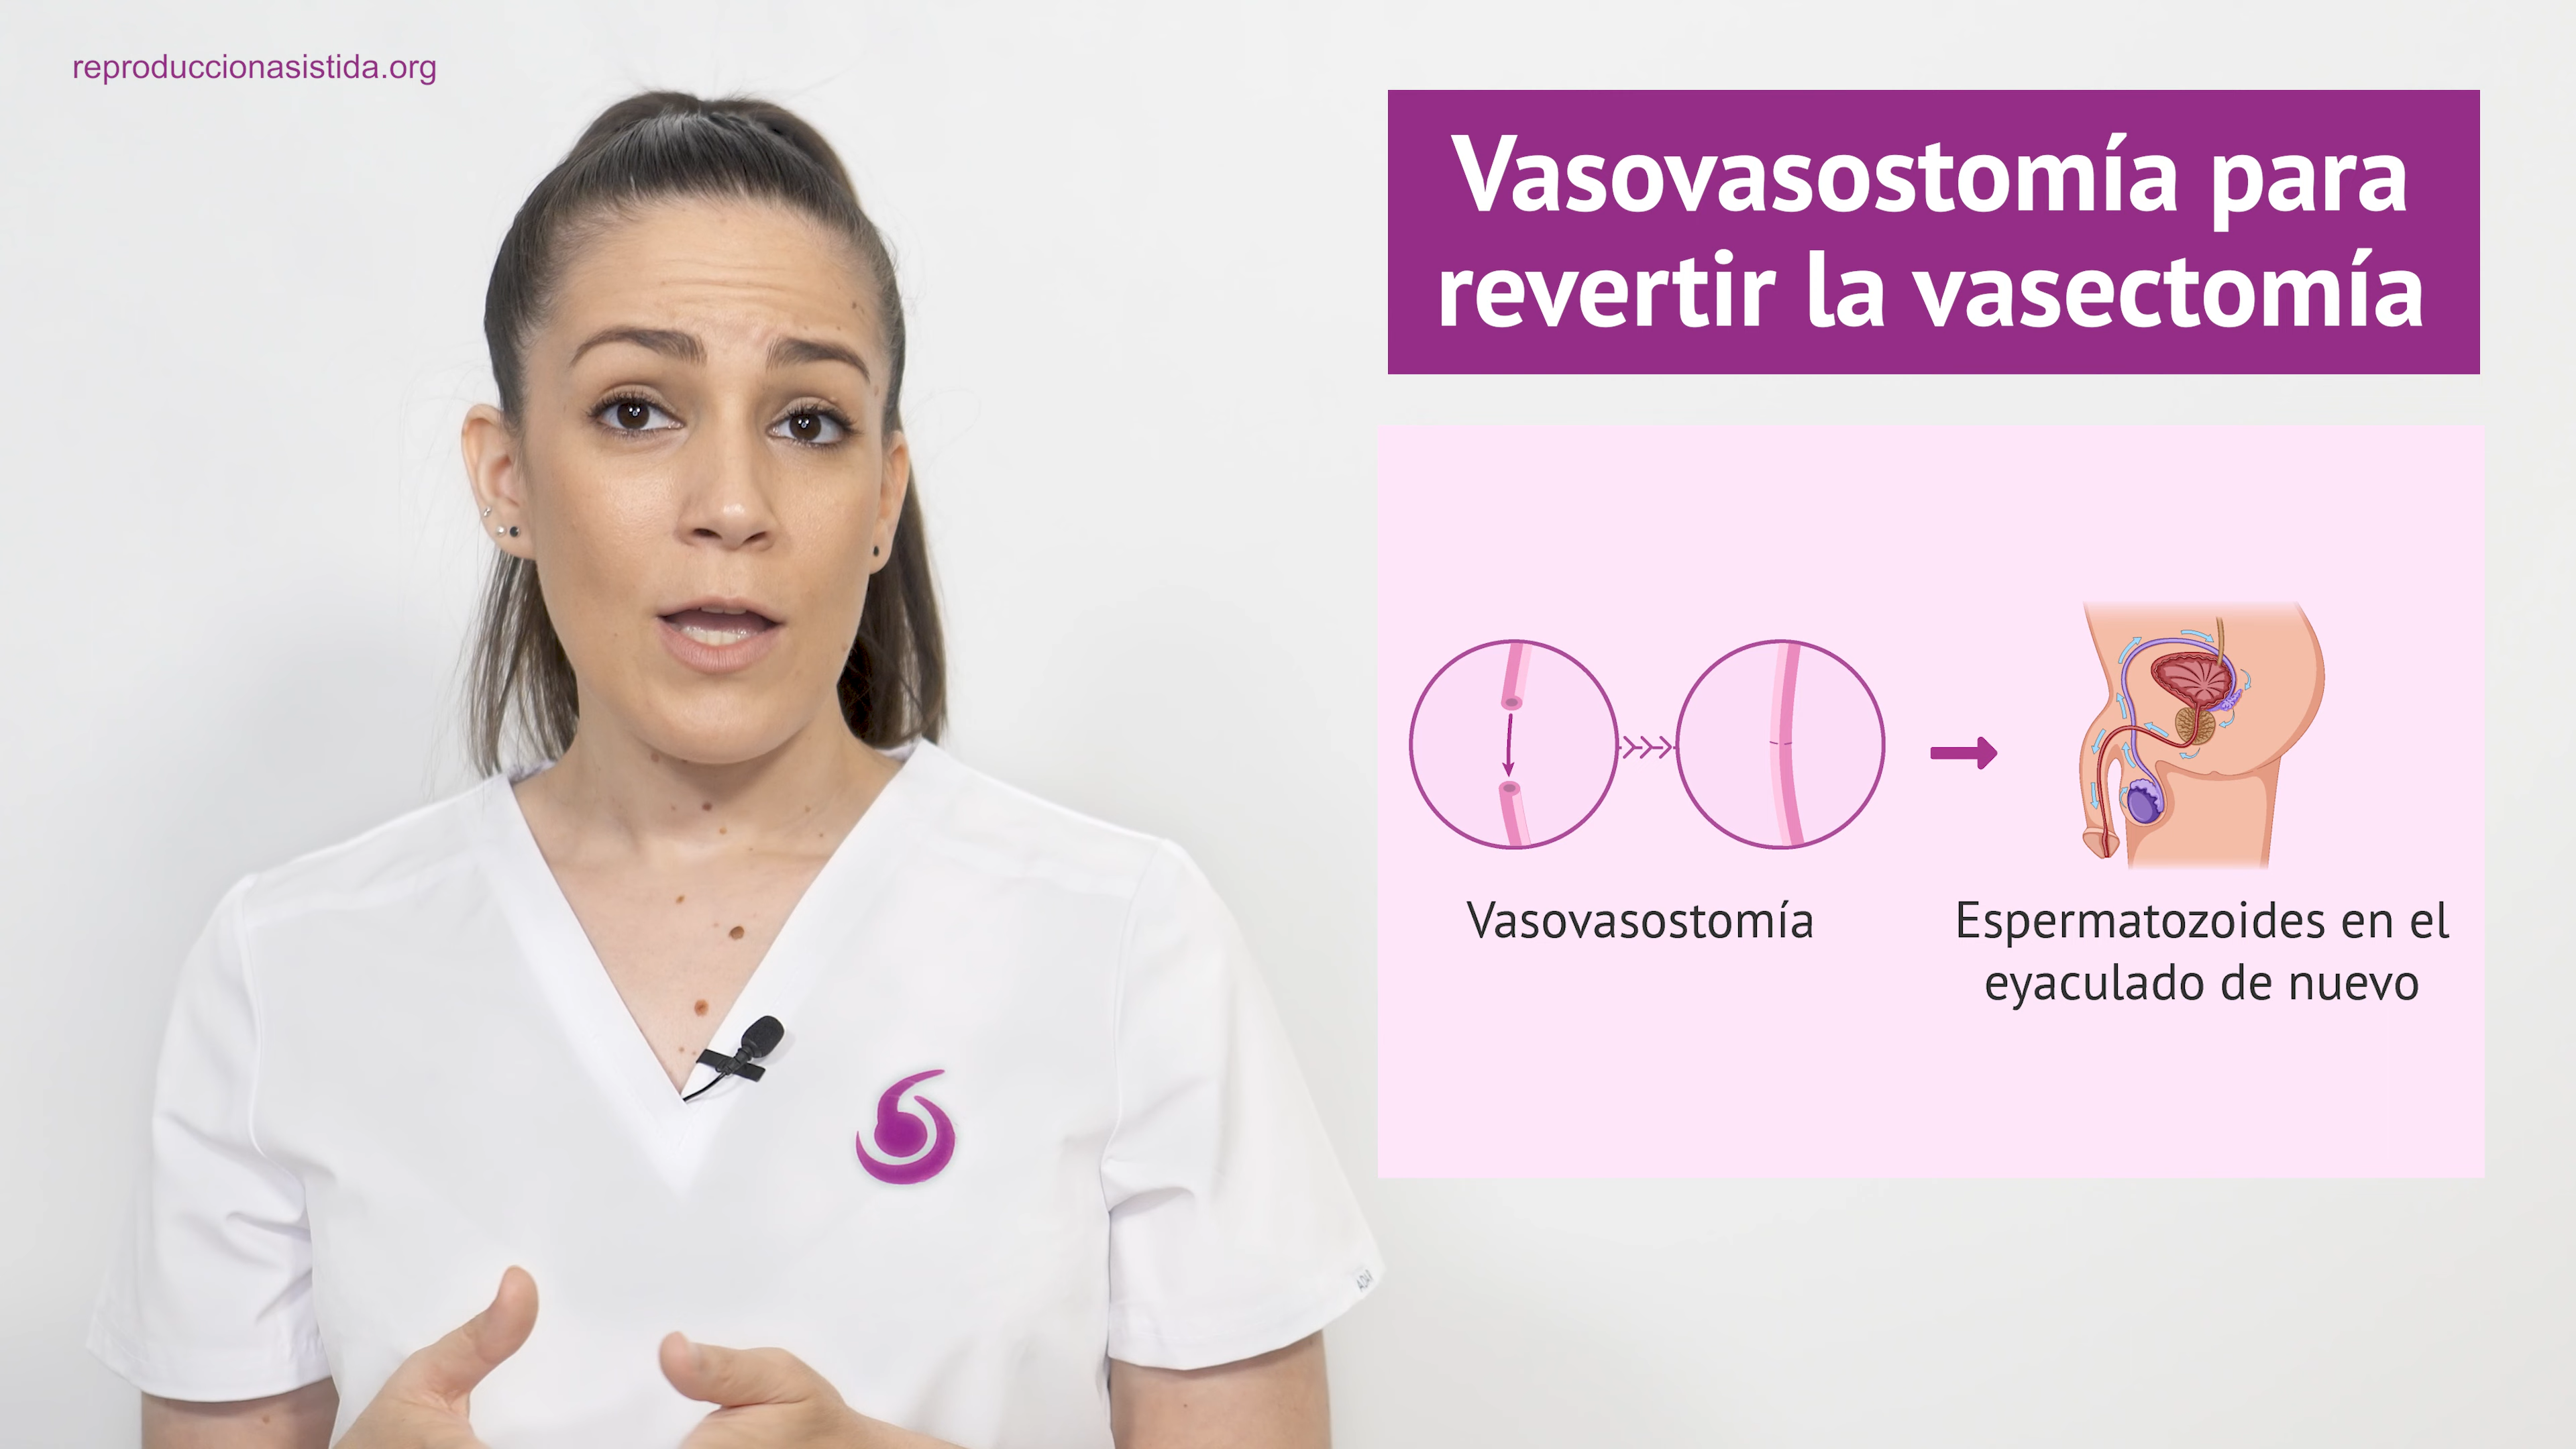 reproduccionasistida.org
Vasovasostomía para
revertir la vasectomía
Vasovasostomía
Espermatozoides en el
eyaculado de nuevo